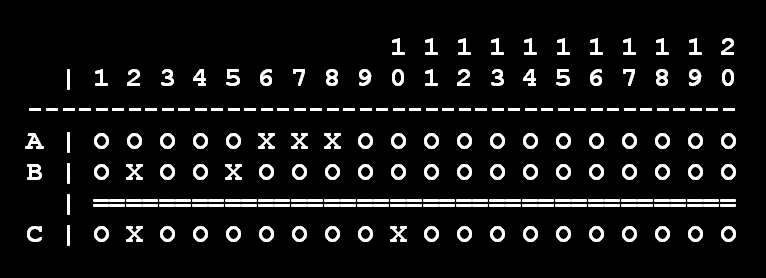 1 1 1 1 1 1 1 1 1 1 2
| 1 2 3 4 5 6 7 8 9 0 1 2 3 4 5 6 7 8 9 0
-------------------------------------------
A | O O O O O X X X O O O O O O O O O O O O
B | O X O O X O O O O O O O O O O O O O O O
| =======================================
C | O X O O O O O O O X O O O O O O O O O O